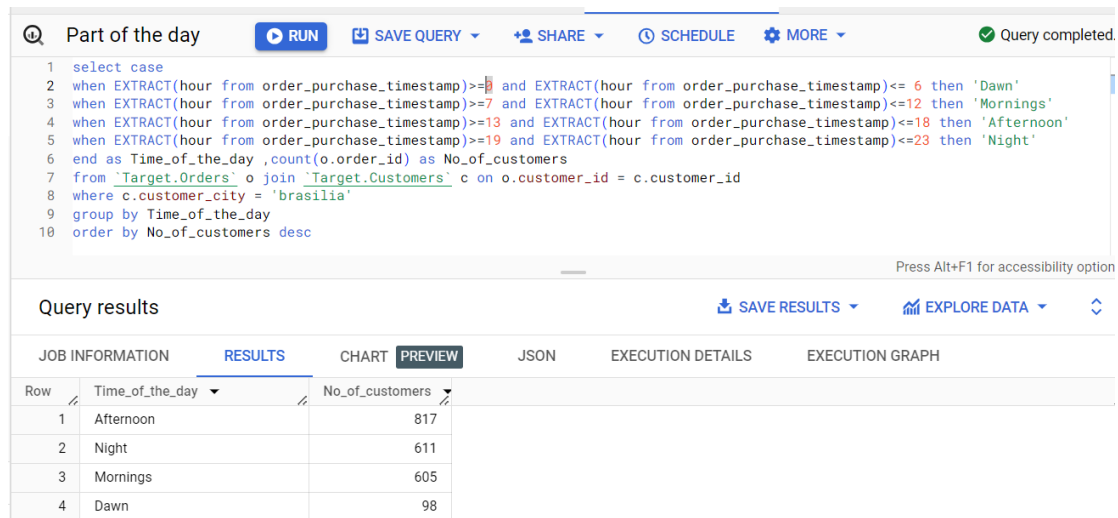 Part of the day RUN SAVE QUERY SHARE SCHEDULE MORE Query completed.
1 select case
2 when EXTRACT(hour from order_purchase_timestamp)>=0 and EXTRACT(hour from order_purchase_timestamp)<= 6 then 'Dawn'
3 when EXTRACT(hour from order_purchase_timestamp)>=7 and EXTRACT(hour from order_purchase_timestamp)<=12 then 'Mornings'
4 when EXTRACT(hour from order_purchase_timestamp)>=13 and EXTRACT(hour from order_purchase_timestamp)<=18 then 'Afternoon'
5 when EXTRACT(hour from order_purchase_timestamp)>=19 and EXTRACT(hour from order_purchase_timestamp)<=23 then 'Night'
6 end as Time_of_the_day ,count(o.order_id) as No_of_customers
7 from `Target.Orders` o join `Target.Customers` c on o.customer_id = c.customer_id
8 where c.customer_city = 'brasilia'
9 group by Time_of_the_day
10 order by No_of_customers desc
Press Alt+F1 for accessibility option
Query results SAVE RESULTS EXPLORE DATA
JOB INFORMATION RESULTS CHART PREVIEW JSON EXECUTION DETAILS EXECUTION GRAPH
Row Time_of_the_day No_of_customers
1 Afternoon 817
2 Night 611
3 Mornings 605
4 Dawn 98